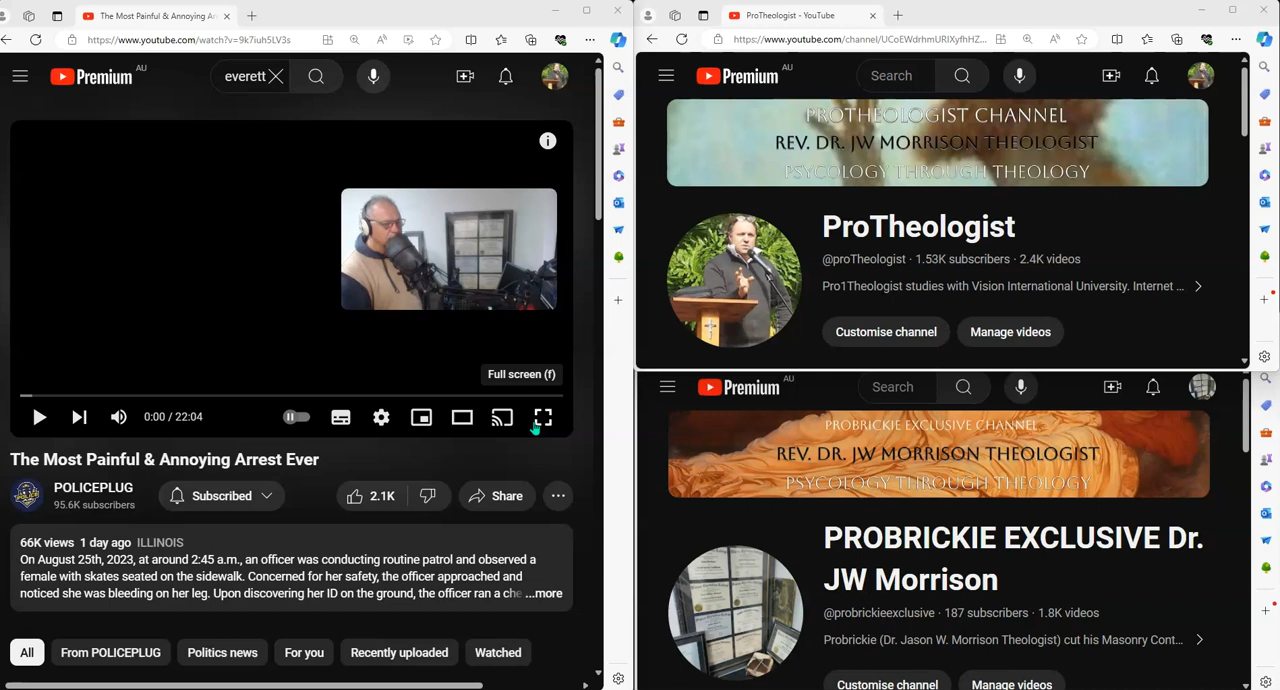 The Most Painful & Annoying Ar
https://www.youtube.com/watch?v=9k7iuh5LV3s
Premium AU
everett
Full screen (f)
0:00 / 22:04
The Most Painful & Annoying Arrest Ever
POLICEPLUG
95.6K subscribers
Subscribed
2.1K
Share
66K views 1 day ago ILLINOIS
On August 25th, 2023, at around 2:45 a.m., an officer was conducting routine patrol and observed a
female with skates seated on the sidewalk. Concerned for her safety, the officer approached and
noticed she was bleeding on her leg. Upon discovering her ID on the ground, the officer ran a che ...more
All
From POLICEPLUG
Politics news
For you
Recently uploaded
Watched
ProTheologist - YouTube
https://www.youtube.com/channel/UCoEWdrhmURlXyfhHZ...
Premium AU
Search
PROTHEOLOGIST CHANNEL
REV. DR. JW MORRISON THEOLOGIST
PSYCOLOGY THROUGH THEOLOGY
ProTheologist
@proTheologist · 1.53K subscribers · 2.4K videos
Pro1Theologist studies with Vision International University. Internet ...
Customise channel
Manage videos
Premium AU
Search
PROBRICKIE EXCLUSIVE CHANNEL
REV. DR. JW MORRISON THEOLOGIST
PSYCOLOGY THROUGH THEOLOGY
PROBRICKIE EXCLUSIVE Dr.
JW Morrison
@probrickieexclusive · 187 subscribers · 1.8K videos
Probrickie (Dr. Jason W. Morrison Theologist) cut his Masonry Cont...
Customise channel
Manage videos